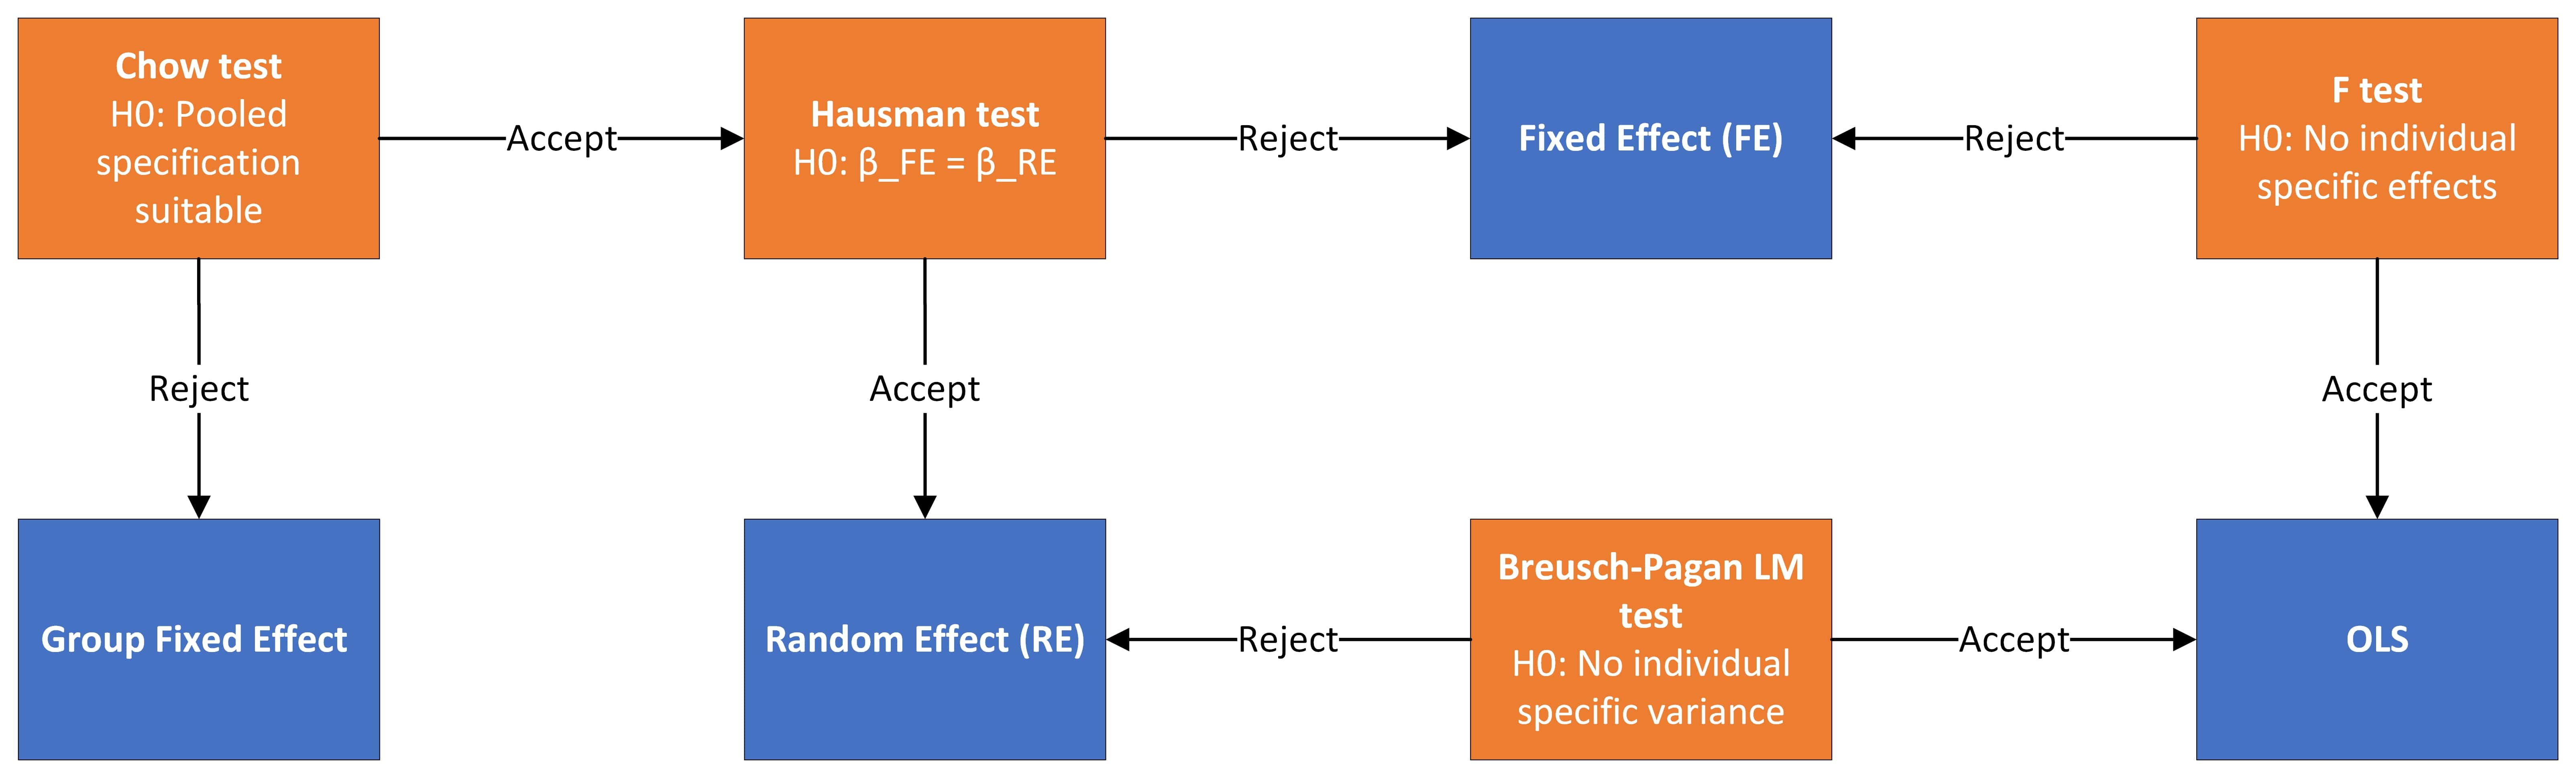 Chow test
H0: Pooled
specification
suitable
Accept
Hausman test
H0: β_FE = β_RE
Reject
Fixed Effect (FE)
Reject
F test
H0: No individual
specific effects
Reject
Accept
Accept
Group Fixed Effect
Random Effect (RE)
Reject
Breusch-Pagan LM
test
H0: No individual
specific variance
Accept
OLS